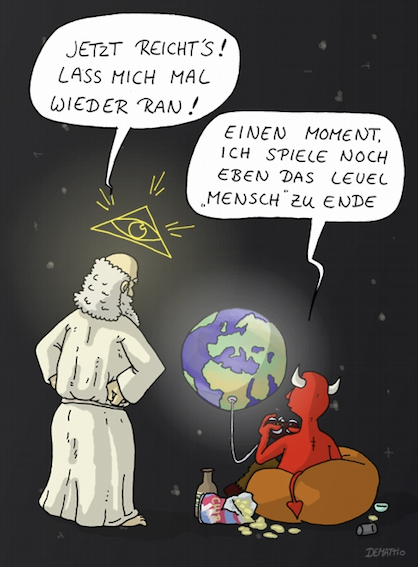 JETZT REICHT'S!
LASS MICH MAL
WIEDER RAN!
EINEN MOMENT,
ICH SPIELE NOCH
EBEN DAS LEVEL
„MENSCH“ ZU ENDE
DEMATTIO